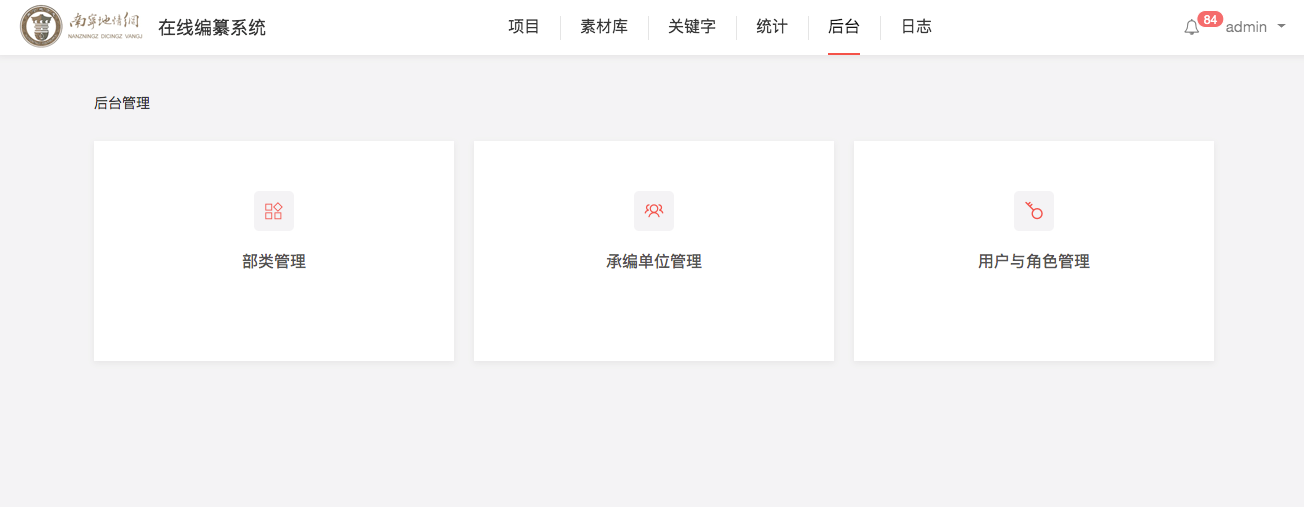 南宁地情网
NANZNINGZ DICINGZ VANGJ
在线编纂系统
项目
素材库
关键字
统计
后台
日志
84
admin
后台管理
部类管理
承编单位管理
用户与角色管理